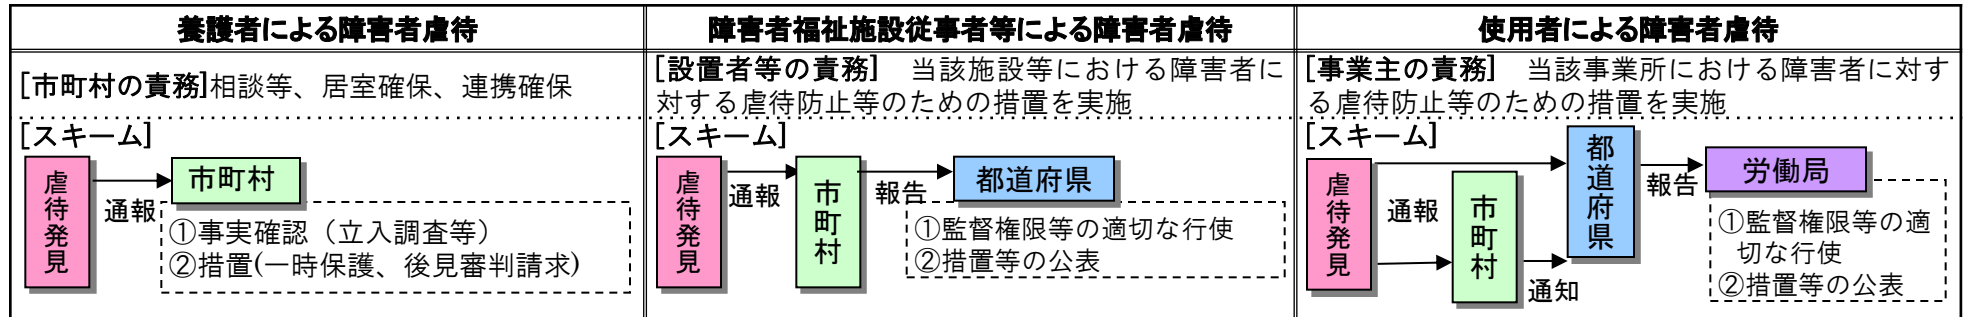 養護者による障害者虐待
[市町村の責務]相談等、居室確保、連携確保
[スキーム]
虐待発見
通報
市町村
①事実確認（立入調査等）
②措置(一時保護、後見審判請求)
障害者福祉施設従事者等による障害者虐待
[設置者等の責務]　当該施設等における障害者に
対する虐待防止等のための措置を実施
[スキーム]
虐待発見
通報
市町村
報告
都道府県
①監督権限等の適切な行使
②措置等の公表
使用者による障害者虐待
[事業主の責務]　当該事業所における障害者に対す
る虐待防止等のための措置を実施
[スキーム]
虐待発見
通報
市町村
通知
都道府県
報告
労働局
①監督権限等の適
切な行使
②措置等の公表